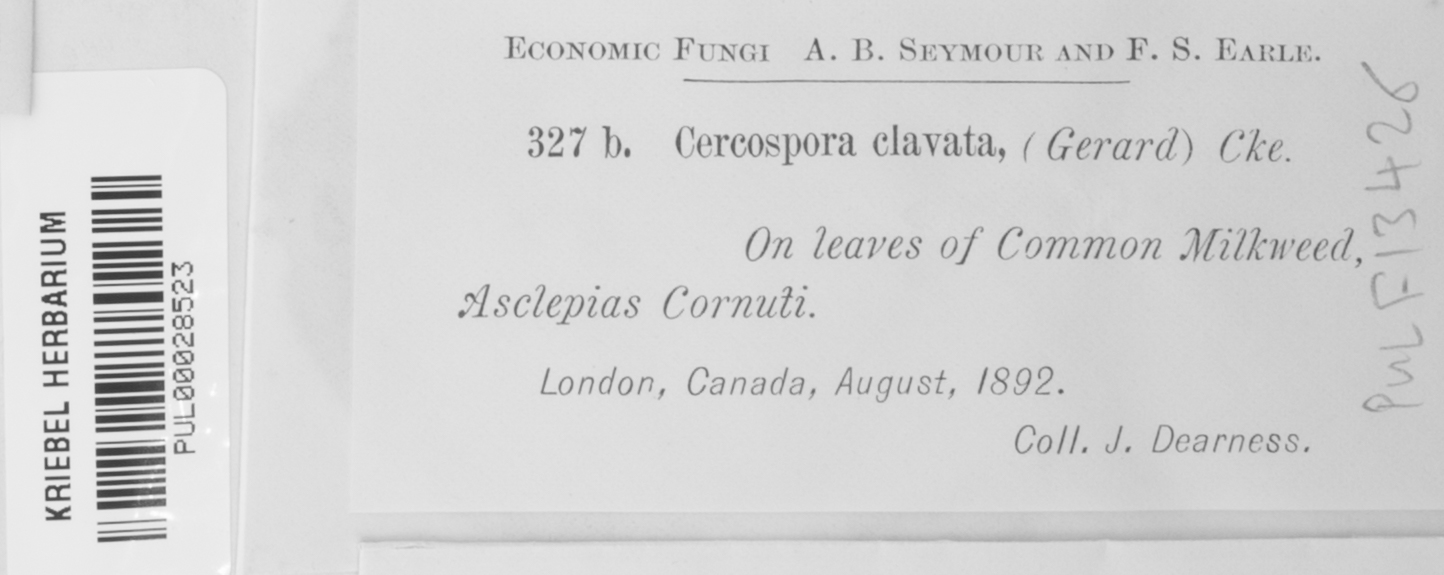 ECONOMIC FUNGI A. B. SEYMOUR AND F. S. EARLE.
327 b. Cercospora clavata, (Gerard) Cke.
On leaves of Common Milkweed,
Asclepias Cornuti.
London, Canada, August, 1892.
Coll. J. Dearness.
PUL F13426
KRIEBEL HERBARIUM
PUL00028523